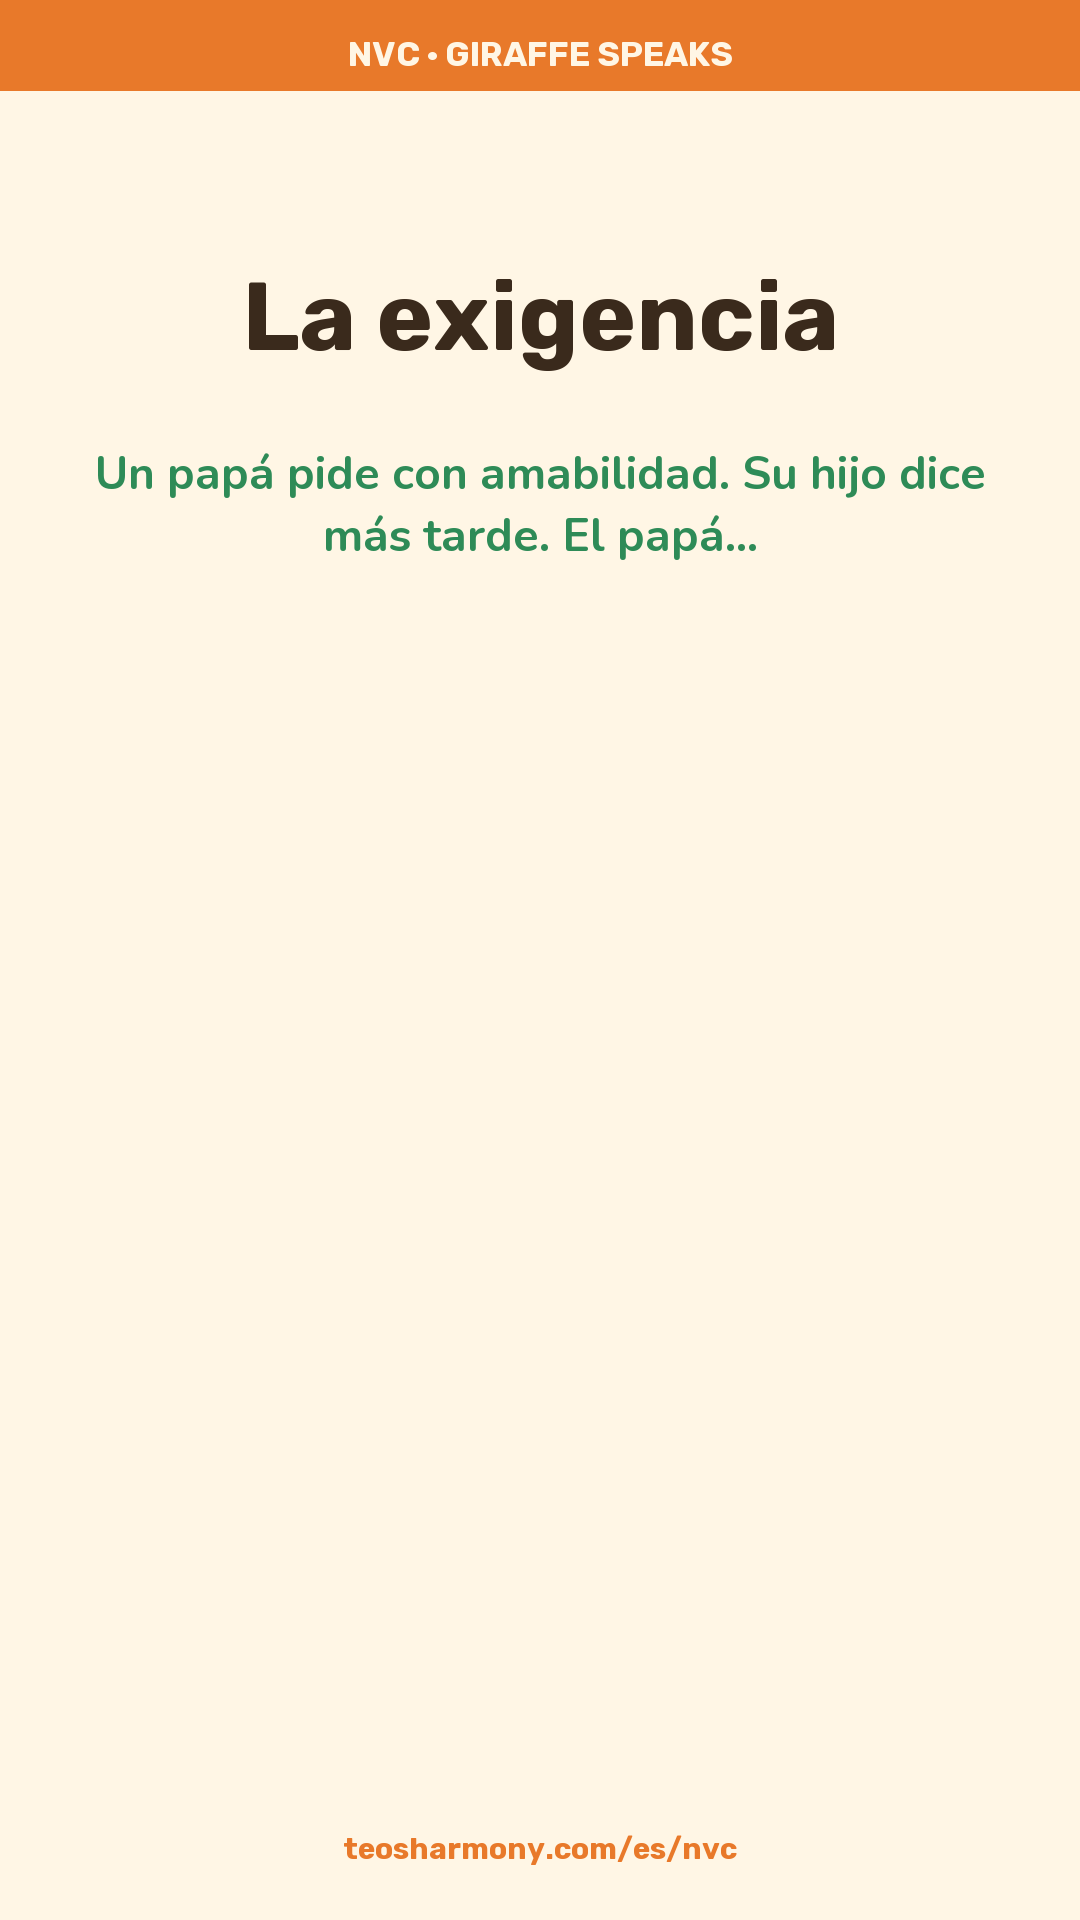 NVC • GIRAFFE SPEAKS
La exigencia
Un papá pide con amabilidad. Su hijo dice
más tarde. El papá...
teosharmony.com/es/nvc